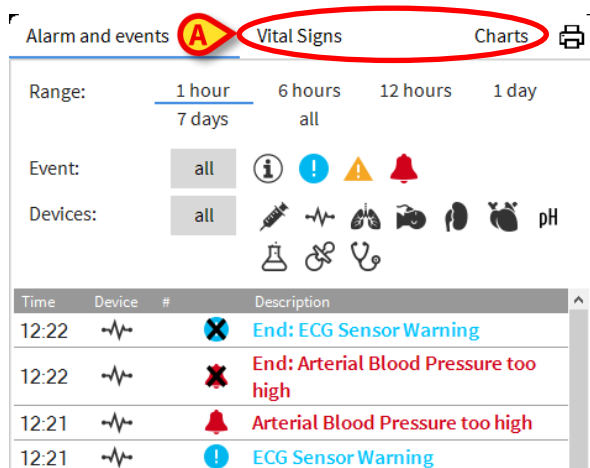 Alarm and events A Vital Signs Charts
Range: 1 hour 6 hours 12 hours 1 day
7 days all
Event: all
Devices: all pH
Time Device # Description
12:22 End: ECG Sensor Warning
12:22 End: Arterial Blood Pressure too
high
12:21 Arterial Blood Pressure too high
12:21 ECG Sensor Warning